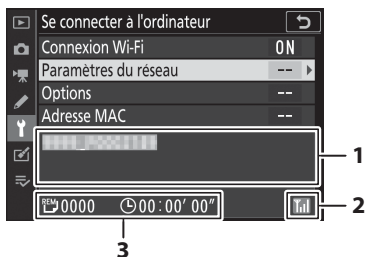 Se connecter à l'ordinateur
Connexion Wi-Fi ON
Paramètres du réseau --
Options --
Adresse MAC --
1
REM 0000 00:00' 00"
2
3